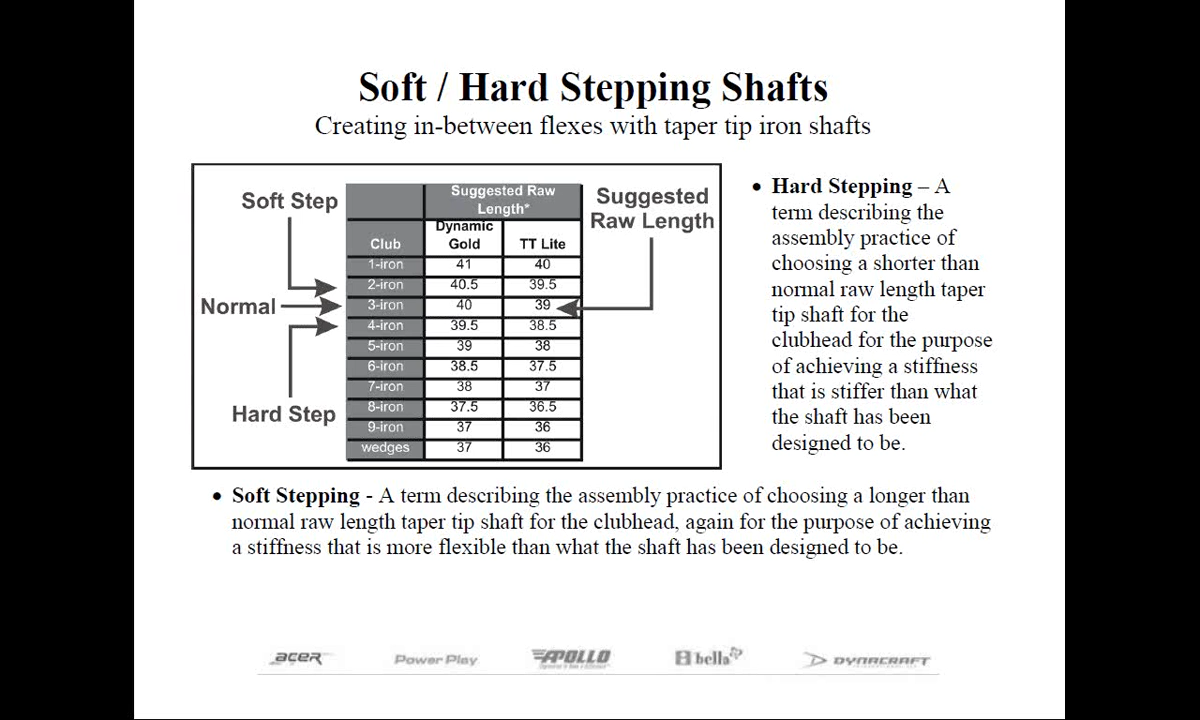 Soft / Hard Stepping Shafts
Creating in-between flexes with taper tip iron shafts
Soft Step
Normal
Hard Step
Suggested Raw
Length*
Club Dynamic Gold TT Lite
1-iron 41 40
2-iron 40.5 39.5
3-iron 40 39
4-iron 39.5 38.5
5-iron 39 38
6-iron 38.5 37.5
7-iron 38 37
8-iron 37.5 36.5
9-iron 37 36
wedges 37 36
Suggested
Raw Length
• Hard Stepping – A
term describing the
assembly practice of
choosing a shorter than
normal raw length taper
tip shaft for the
clubhead for the purpose
of achieving a stiffness
that is stiffer than what
the shaft has been
designed to be.
• Soft Stepping - A term describing the assembly practice of choosing a longer than
normal raw length taper tip shaft for the clubhead, again for the purpose of achieving
a stiffness that is more flexible than what the shaft has been designed to be.
acer Power Play APOLLO bella DYNACRAFT